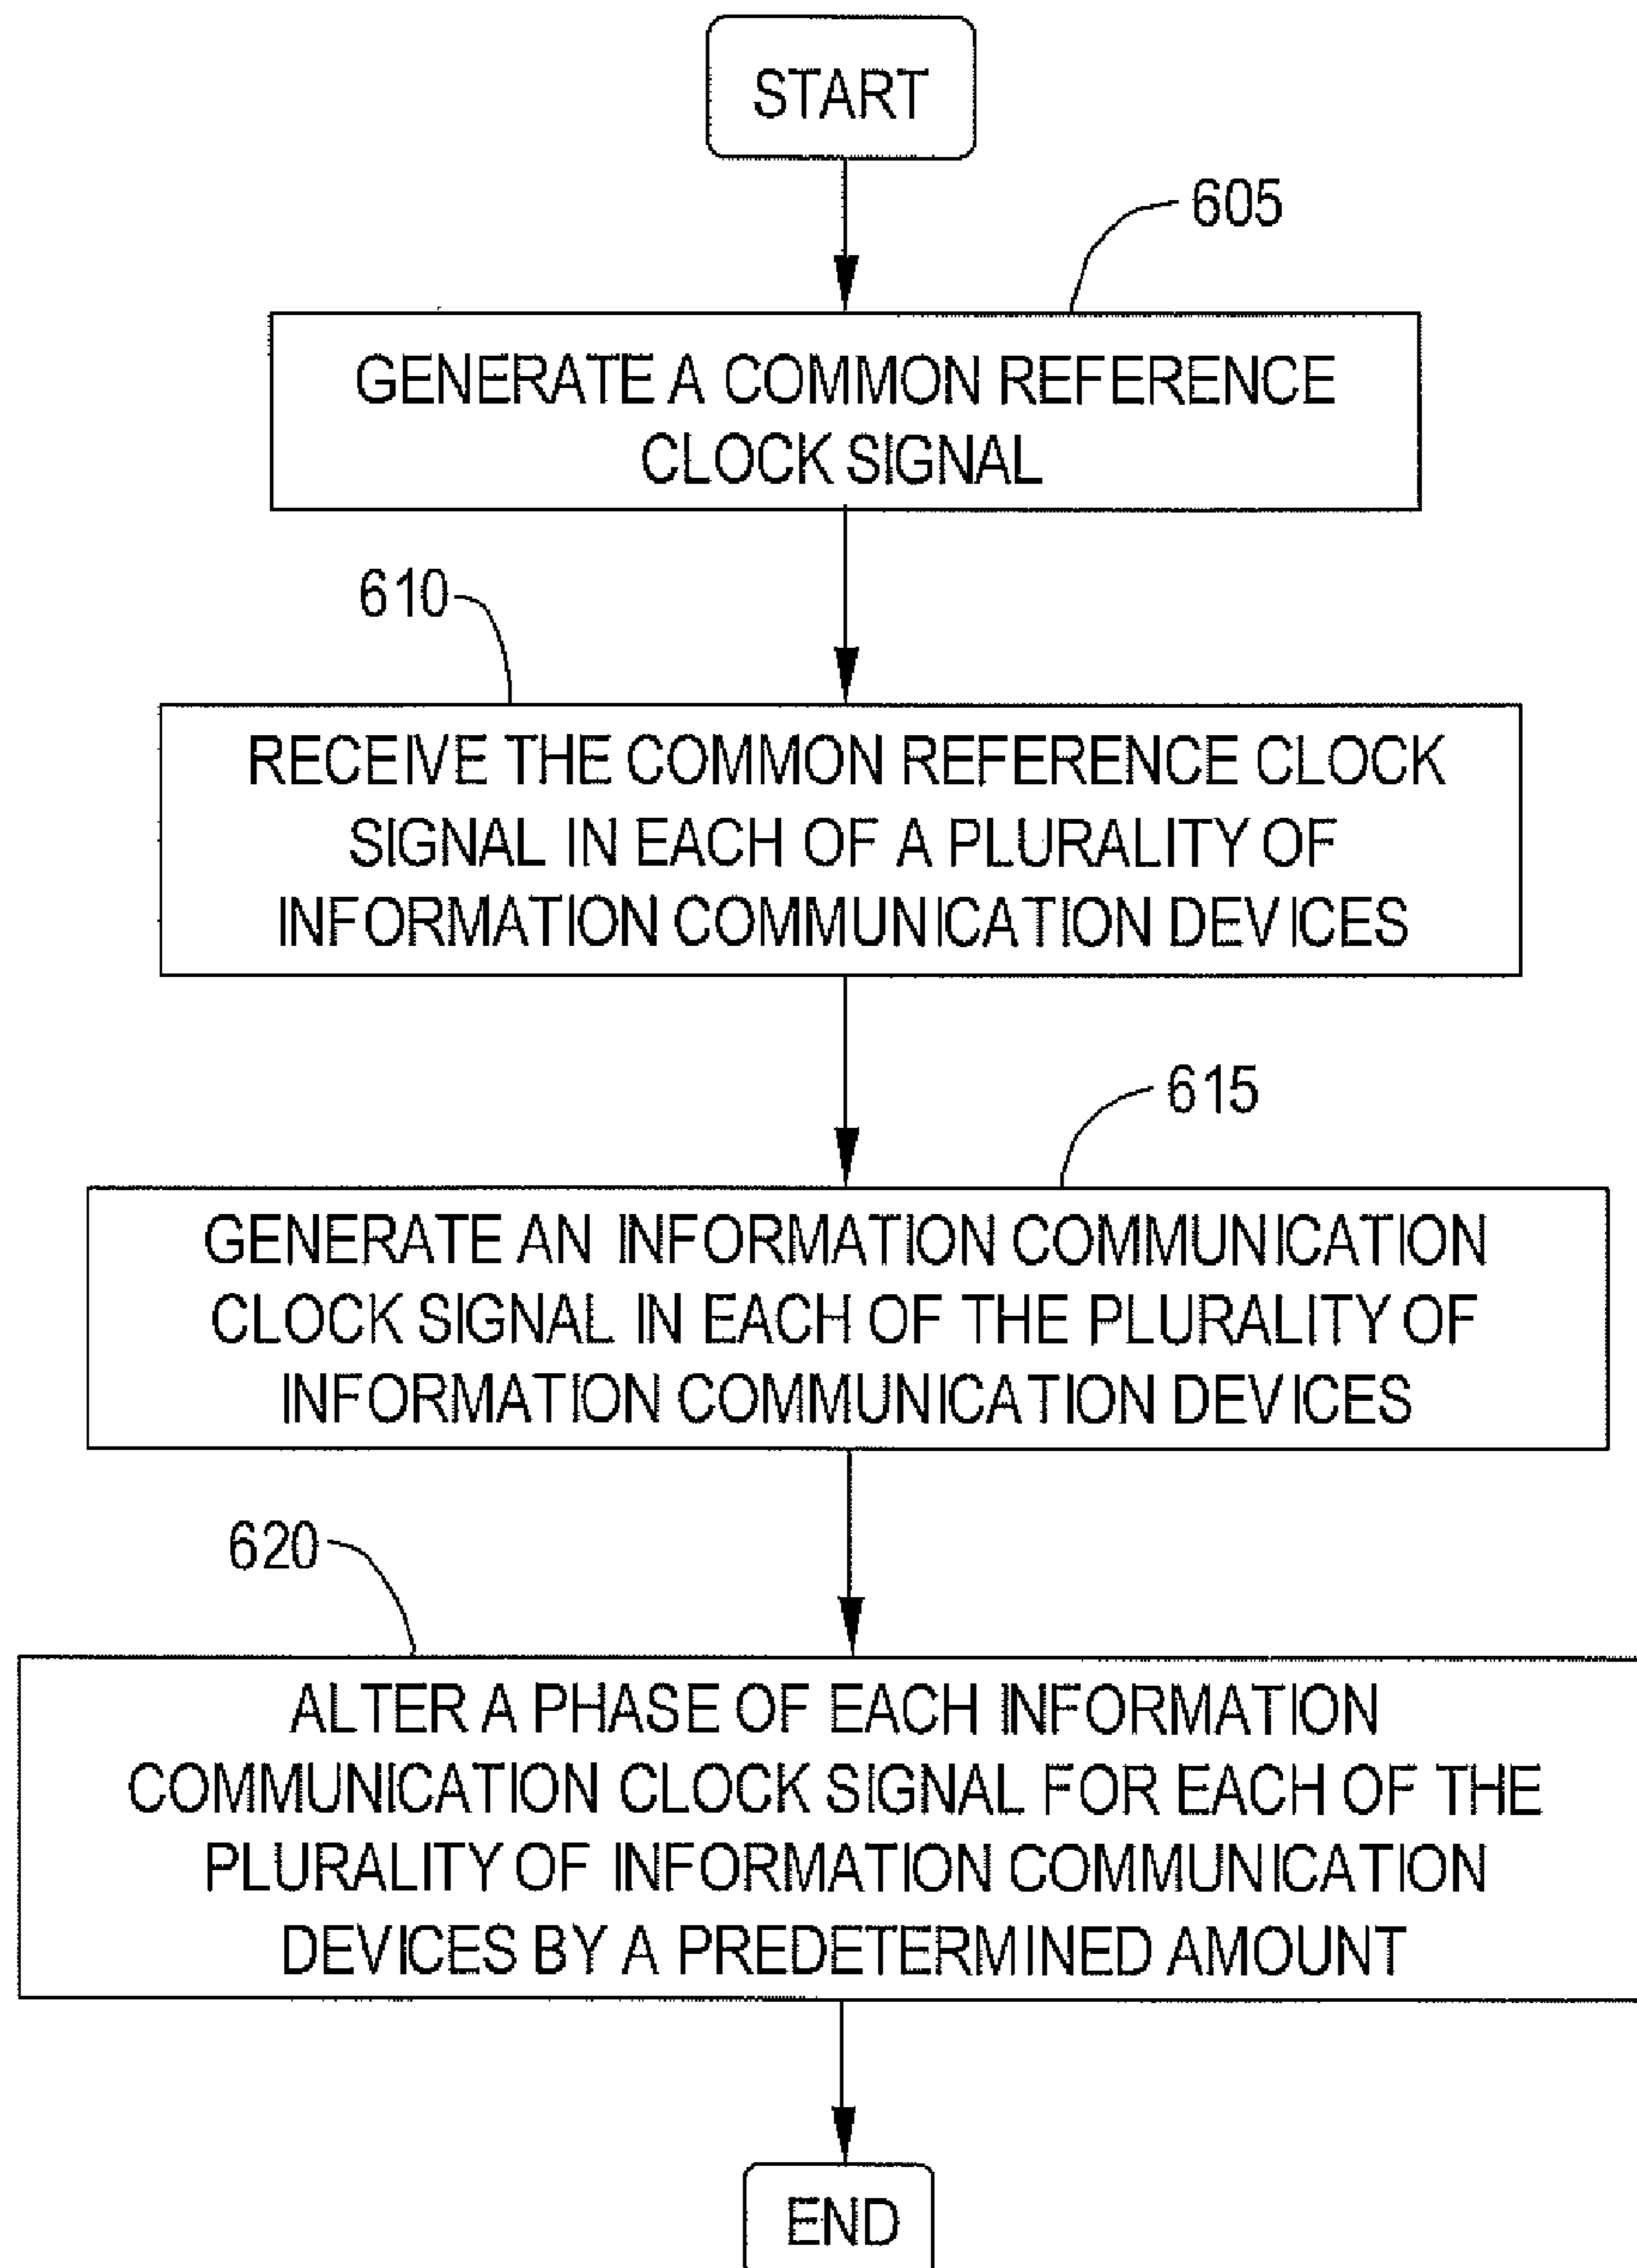 START
605
GENERATE A COMMON REFERENCE
CLOCK SIGNAL
610
RECEIVE THE COMMON REFERENCE CLOCK
SIGNAL IN EACH OF A PLURALITY OF
INFORMATION COMMUNICATION DEVICES
615
GENERATE AN INFORMATION COMMUNICATION
CLOCK SIGNAL IN EACH OF THE PLURALITY OF
INFORMATION COMMUNICATION DEVICES
620
ALTER A PHASE OF EACH INFORMATION
COMMUNICATION CLOCK SIGNAL FOR EACH OF THE
PLURALITY OF INFORMATION COMMUNICATION
DEVICES BY A PREDETERMINED AMOUNT
END